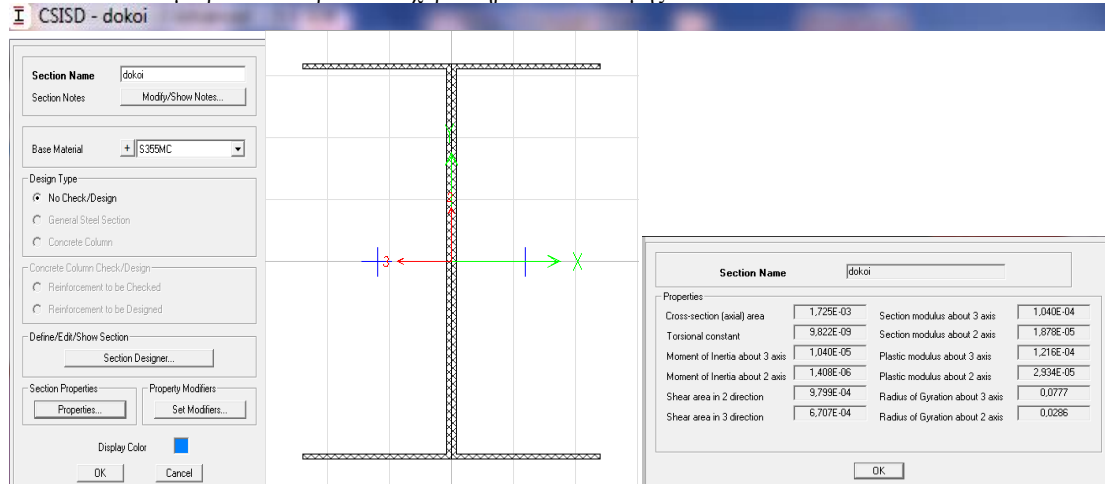 CSISD - dokoi
Section Name dokoi
Section Notes Modify/Show Notes...
Base Material + S355MC
Design Type
No Check/Design
General Steel Section
Concrete Column
Concrete Column Check/Design
Reinforcement to be Checked
Reinforcement to be Designed
Define/Edit/Show Section
Section Designer...
Section Properties Property Modifiers
Properties... Set Modifiers...
Display Color
OK Cancel
Y
2
3 X
Section Name dokoi
Properties
Cross-section (axial) area 1,725E-03 Section modulus about 3 axis 1,040E-04
Torsional constant 9,822E-09 Section modulus about 2 axis 1,878E-05
Moment of Inertia about 3 axis 1,040E-05 Plastic modulus about 3 axis 1,216E-04
Moment of Inertia about 2 axis 1,408E-06 Plastic modulus about 2 axis 2,934E-05
Shear area in 2 direction 9,799E-04 Radius of Gyration about 3 axis 0,0777
Shear area in 3 direction 6,707E-04 Radius of Gyration about 2 axis 0,0286
OK